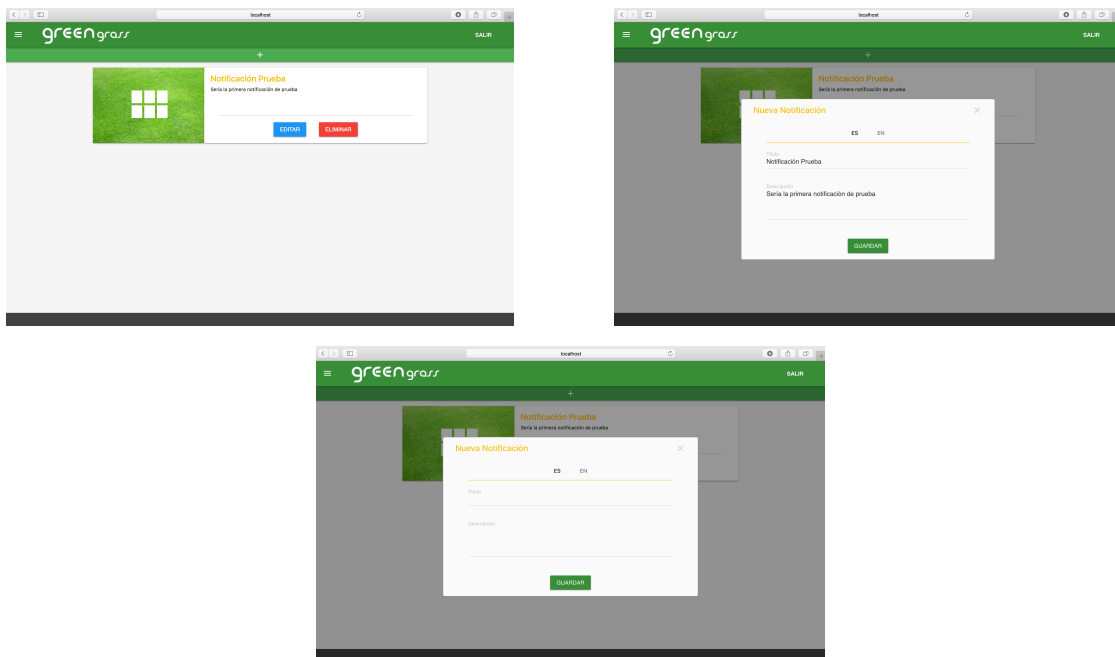 localhost
green grass
SALIR
+
Notificación Prueba
Sería la primera notificación de prueba
EDITAR
ELIMINAR
localhost
green grass
SALIR
+
Notificación Prueba
Sería la primera notificación de prueba
Nueva Notificación
ES
EN
Título
Notificación Prueba
Descripción
Sería la primera notificación de prueba
GUARDAR
localhost
green grass
SALIR
+
Notificación Prueba
Sería la primera notificación de prueba
Nueva Notificación
ES
EN
Título
Descripción
GUARDAR